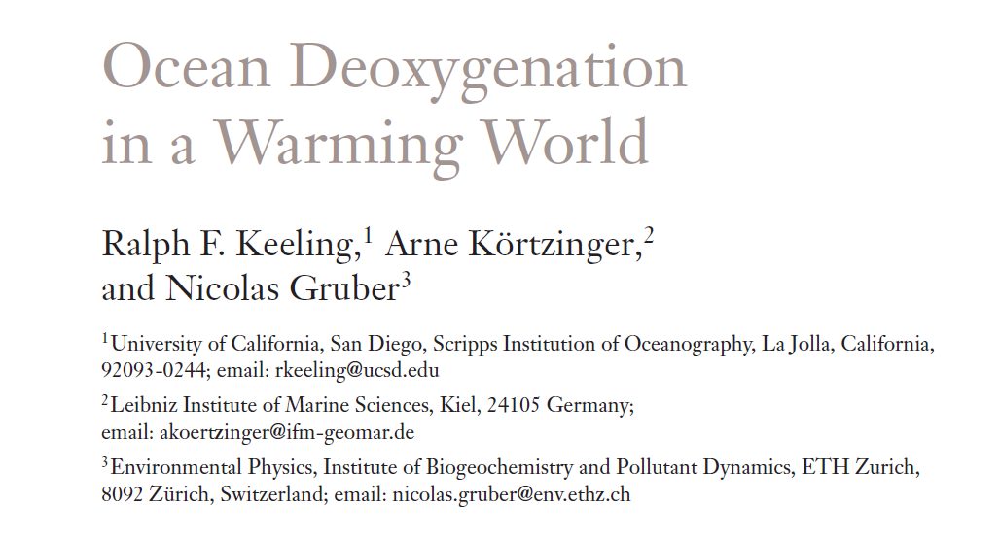 Ocean Deoxygenation
in a Warming World
Ralph F. Keeling,¹ Arne Körtzinger,²
and Nicolas Gruber³
¹University of California, San Diego, Scripps Institution of Oceanography, La Jolla, California,
92093-0244; email: rkeeling@ucsd.edu
²Leibniz Institute of Marine Sciences, Kiel, 24105 Germany;
email: akoertzinger@ifm-geomar.de
³Environmental Physics, Institute of Biogeochemistry and Pollutant Dynamics, ETH Zurich,
8092 Zürich, Switzerland; email: nicolas.gruber@env.ethz.ch